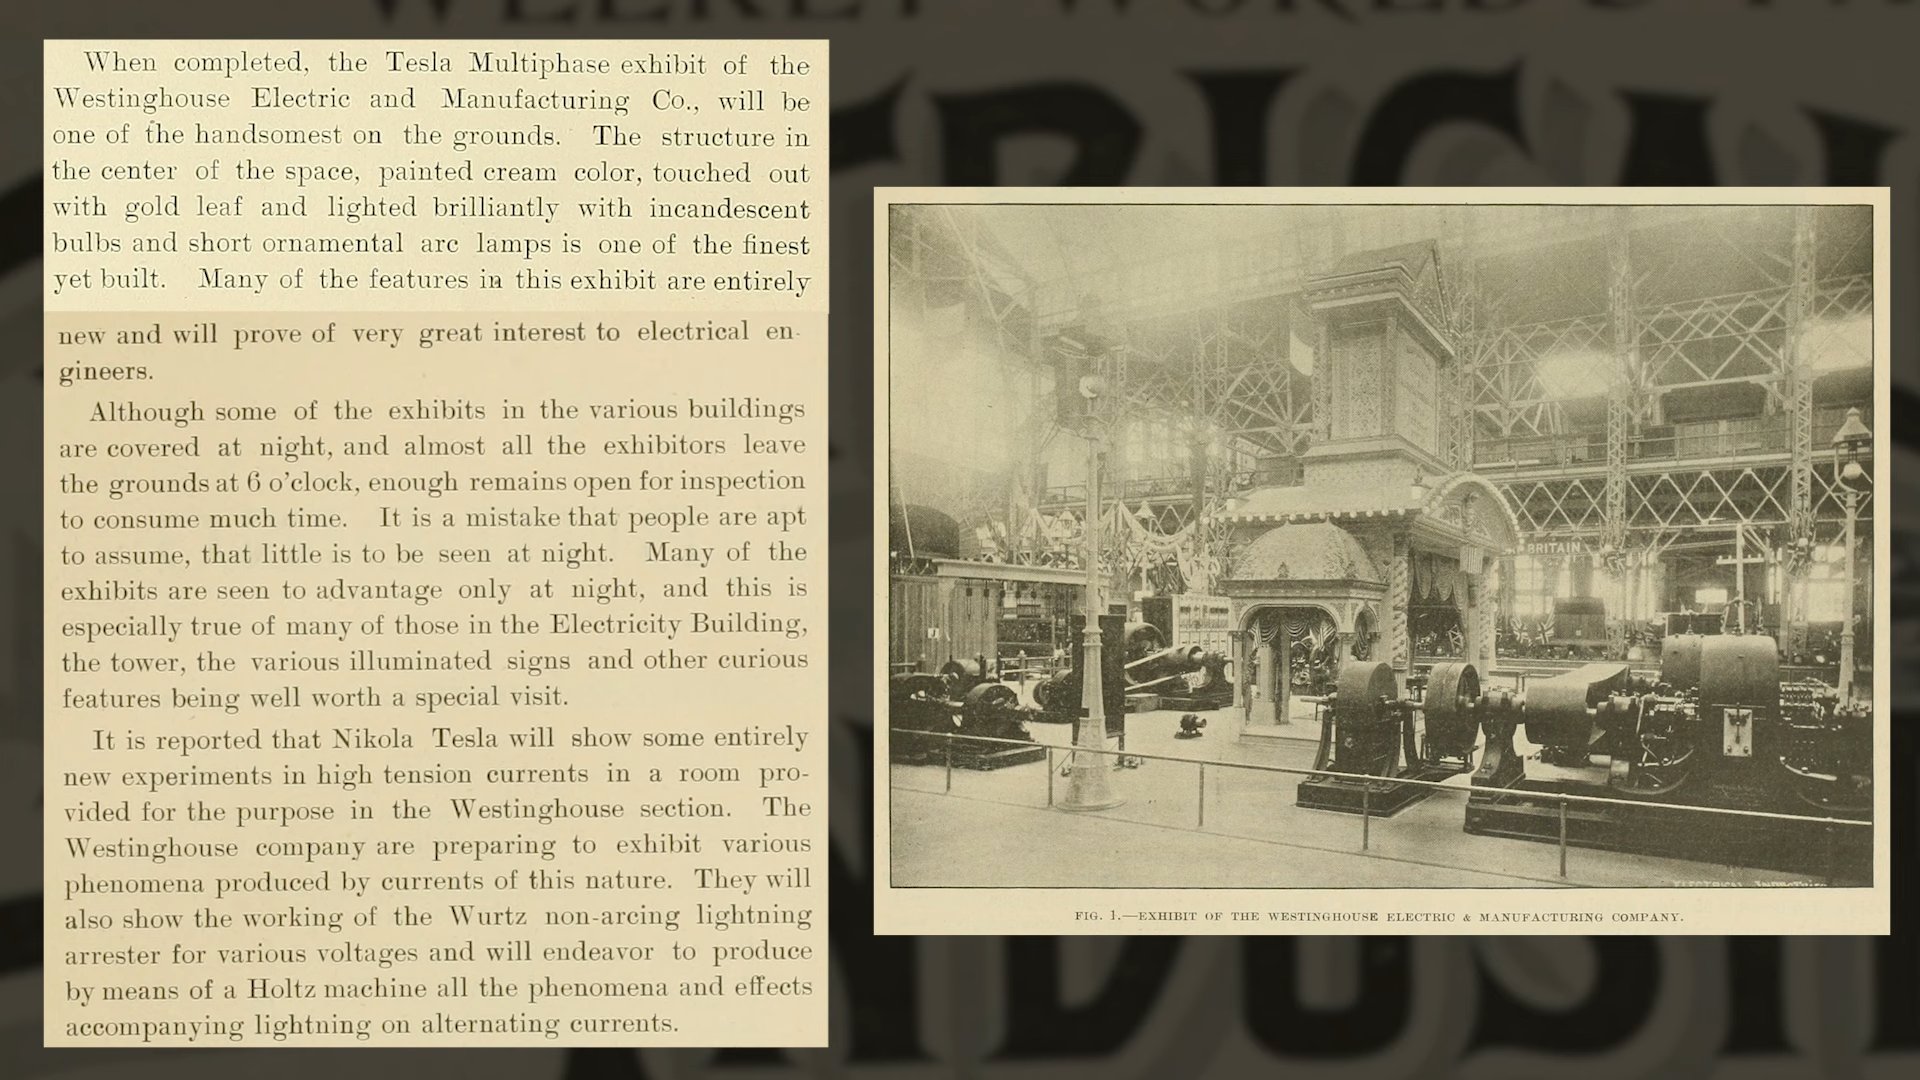 WEEKLY WORLD'S FAIR
When completed, the Tesla Multiphase exhibit of the
Westinghouse Electric and Manufacturing Co., will be
one of the handsomest on the grounds. The structure in
the center of the space, painted cream color, touched out
with gold leaf and lighted brilliantly with incandescent
bulbs and short ornamental arc lamps is one of the finest
yet built. Many of the features in this exhibit are entirely
new and will prove of very great interest to electrical en-
gineers.
Although some of the exhibits in the various buildings
are covered at night, and almost all the exhibitors leave
the grounds at 6 o'clock, enough remains open for inspection
to consume much time. It is a mistake that people are apt
to assume, that little is to be seen at night. Many of the
exhibits are seen to advantage only at night, and this is
especially true of many of those in the Electricity Building,
the tower, the various illuminated signs and other curious
features being well worth a special visit.
It is reported that Nikola Tesla will show some entirely
new experiments in high tension currents in a room pro-
vided for the purpose in the Westinghouse section. The
Westinghouse company are preparing to exhibit various
phenomena produced by currents of this nature. They will
also show the working of the Wurtz non-arcing lightning
arrester for various voltages and will endeavor to produce
by means of a Holtz machine all the phenomena and effects
accompanying lightning on alternating currents.
BRITAIN
FIG. 1.—EXHIBIT OF THE WESTINGHOUSE ELECTRIC & MANUFACTURING COMPANY.